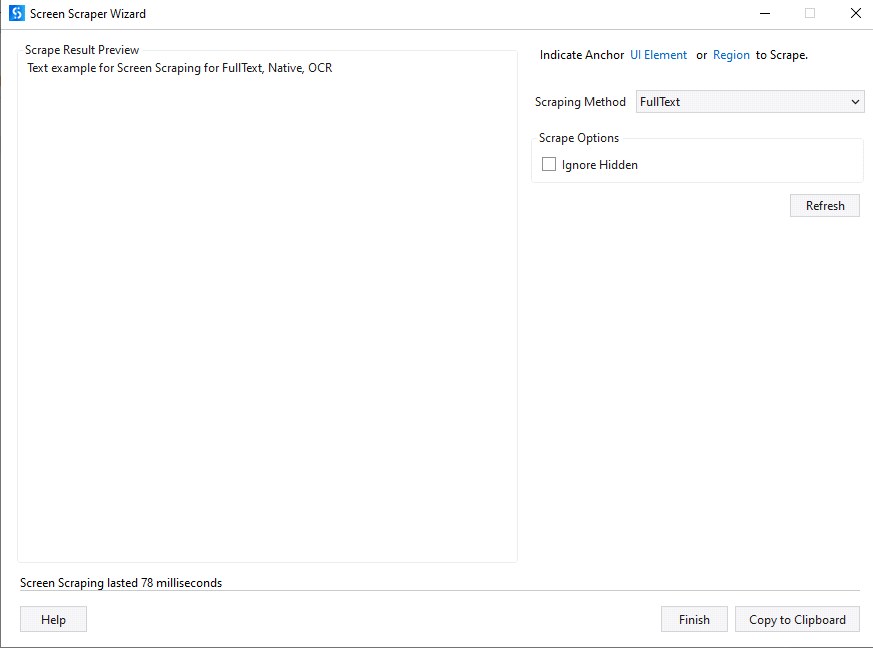 Screen Scraper Wizard
Scrape Result Preview
Text example for Screen Scraping for FullText, Native, OCR
Indicate Anchor UI Element or Region to Scrape.
Scraping Method FullText
Scrape Options
Ignore Hidden
Refresh
Screen Scraping lasted 78 milliseconds
Help
Finish
Copy to Clipboard